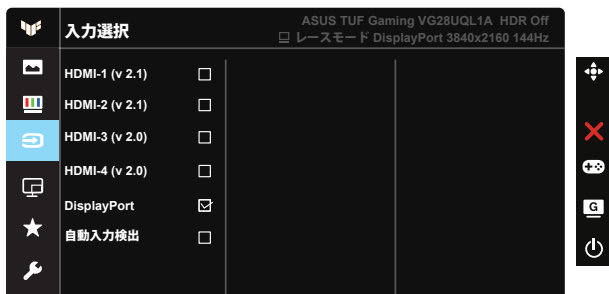 入力選択
ASUS TUF Gaming VG28UQL1A HDR Off
レースモード DisplayPort 3840x2160 144Hz
HDMI-1 (v 2.1)
HDMI-2 (v 2.1)
HDMI-3 (v 2.0)
HDMI-4 (v 2.0)
DisplayPort
自動入力検出
G